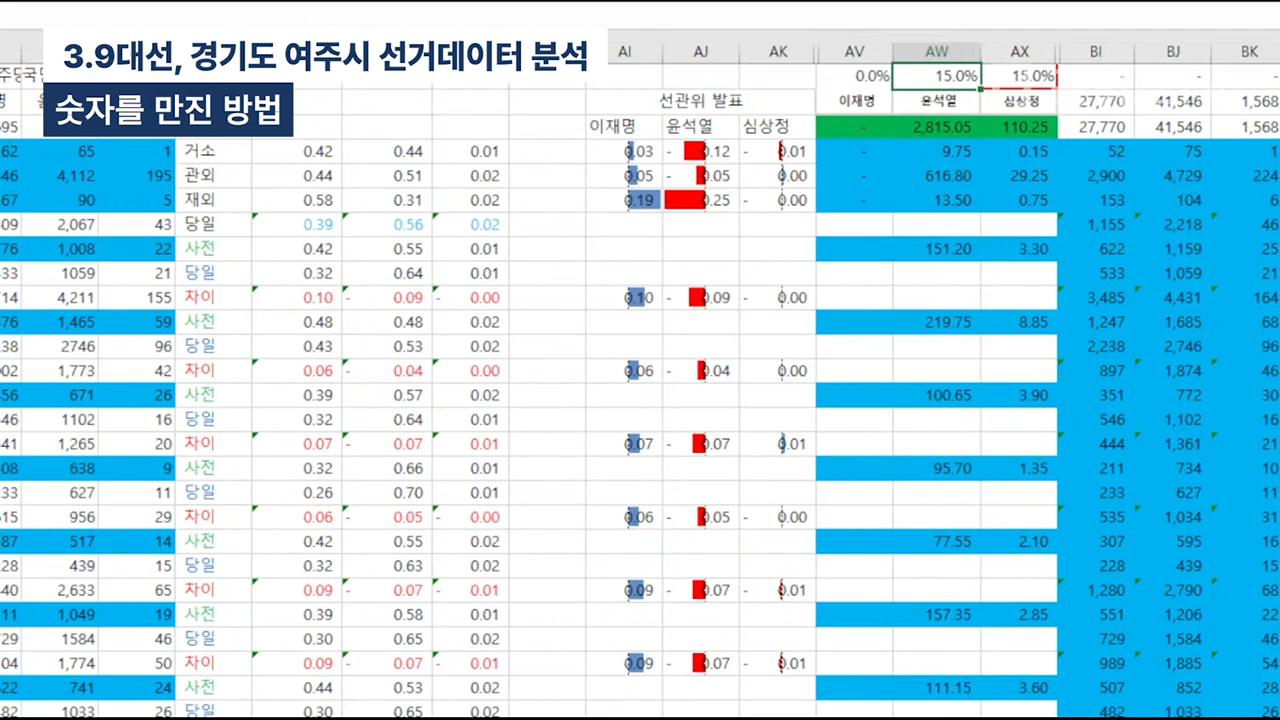 3.9대선, 경기도 여주시 선거데이터 분석
숫자를 만진 방법
AI AJ AK AV AW AX BI BJ BK
0.0% 15.0% 15.0% - - -
선관위 발표 이재명 윤석열 심상정 27,770 41,546 1,568
이재명 윤석열 심상정 - 2,815.05 110.25 27,770 41,546 1,568
62 65 1 거소 0.42 0.44 0.01 0.03 - 0.12 - 0.01 - 9.75 0.15 52 75 1
46 4,112 195 관외 0.44 0.51 0.02 0.05 - 0.05 - 0.00 - 616.80 29.25 2,900 4,729 224
67 90 5 재외 0.58 0.31 0.02 0.19 - 0.25 - 0.00 - 13.50 0.75 153 104 6
09 2,067 43 당일 0.39 0.56 0.02 1,155 2,218 46
76 1,008 22 사전 0.42 0.55 0.01 151.20 3.30 622 1,159 25
33 1059 21 당일 0.32 0.64 0.01 533 1,059 21
14 4,211 155 차이 0.10 - 0.09 - 0.00 0.10 - 0.09 - 0.00 3,485 4,431 164
76 1,465 59 사전 0.48 0.48 0.02 219.75 8.85 1,247 1,685 68
38 2746 96 당일 0.43 0.53 0.02 2,238 2,746 96
02 1,773 42 차이 0.06 - 0.04 - 0.00 0.06 - 0.04 0.00 897 1,874 46
56 671 26 사전 0.39 0.57 0.02 100.65 3.90 351 772 30
46 1102 16 당일 0.32 0.64 0.01 546 1,102 16
41 1,265 20 차이 0.07 - 0.07 0.01 0.07 - 0.07 0.01 444 1,361 21
08 638 9 사전 0.32 0.66 0.01 95.70 1.35 211 734 10
33 627 11 당일 0.26 0.70 0.01 233 627 11
15 956 29 차이 0.06 - 0.05 - 0.00 0.06 - 0.05 - 0.00 535 1,034 31
87 517 14 사전 0.42 0.55 0.01 77.55 2.10 307 595 16
28 439 15 당일 0.32 0.63 0.02 228 439 15
40 2,633 65 차이 0.09 - 0.07 - 0.01 0.09 - 0.07 - 0.01 1,280 2,790 68
11 1,049 19 사전 0.39 0.58 0.01 157.35 2.85 551 1,206 22
29 1584 46 당일 0.30 0.65 0.02 729 1,584 46
04 1,774 50 차이 0.09 - 0.07 - 0.01 0.09 - 0.07 - 0.01 989 1,885 54
22 741 24 사전 0.44 0.53 0.02 111.15 3.60 507 852 28
82 1033 26 당일 0.30 0.65 0.02 482 1,033 26